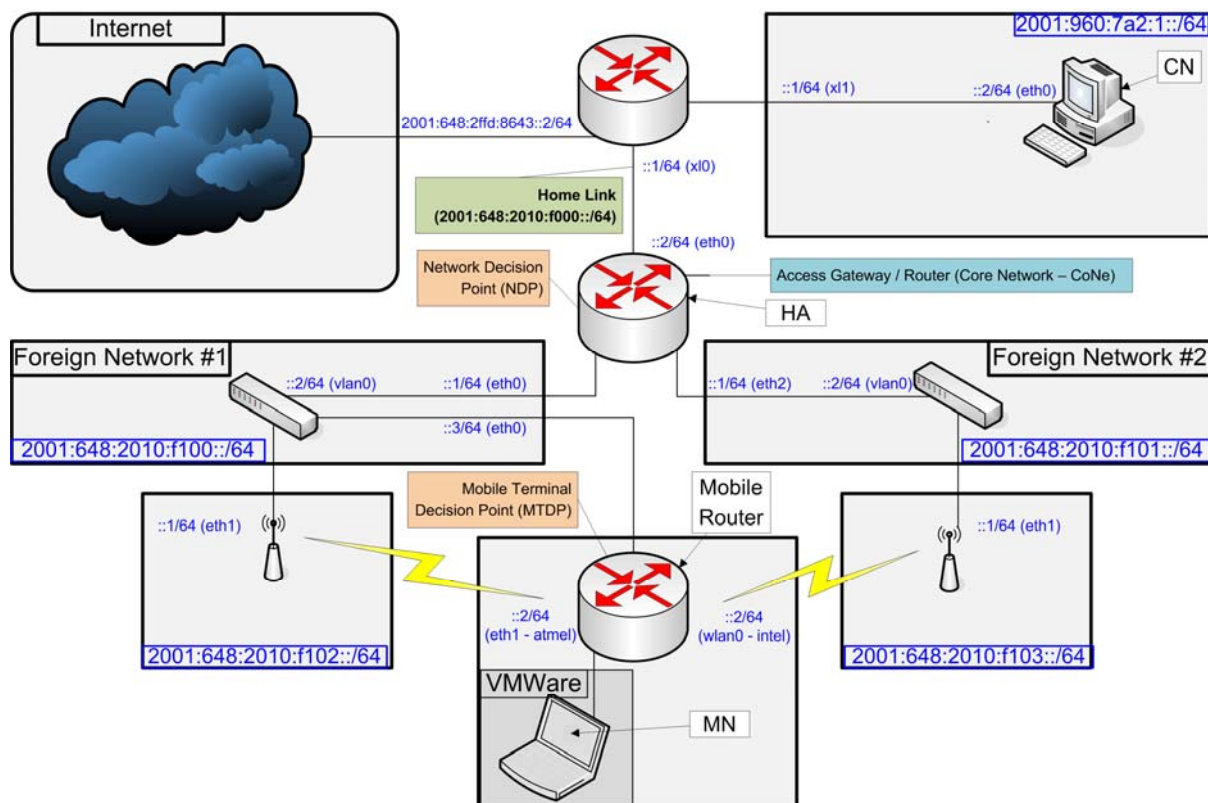 Internet
2001:960:7a2:1::/64
CN
::1/64 (xl1)
::2/64 (eth0)
2001:648:2ffd:8643::2/64
::1/64 (xl0)
Home Link
(2001:648:2010:f000::/64)
::2/64 (eth0)
Network Decision
Point (NDP)
Access Gateway / Router (Core Network – CoNe)
HA
Foreign Network #1
::2/64 (vlan0)
::1/64 (eth0)
::3/64 (eth0)
2001:648:2010:f100::/64
Foreign Network #2
::1/64 (eth2)
::2/64 (vlan0)
2001:648:2010:f101::/64
Mobile Terminal
Decision Point (MTDP)
Mobile
Router
::1/64 (eth1)
2001:648:2010:f102::/64
::1/64 (eth1)
2001:648:2010:f103::/64
::2/64
(eth1 - atmel)
::2/64
(wlan0 - intel)
VMWare
MN